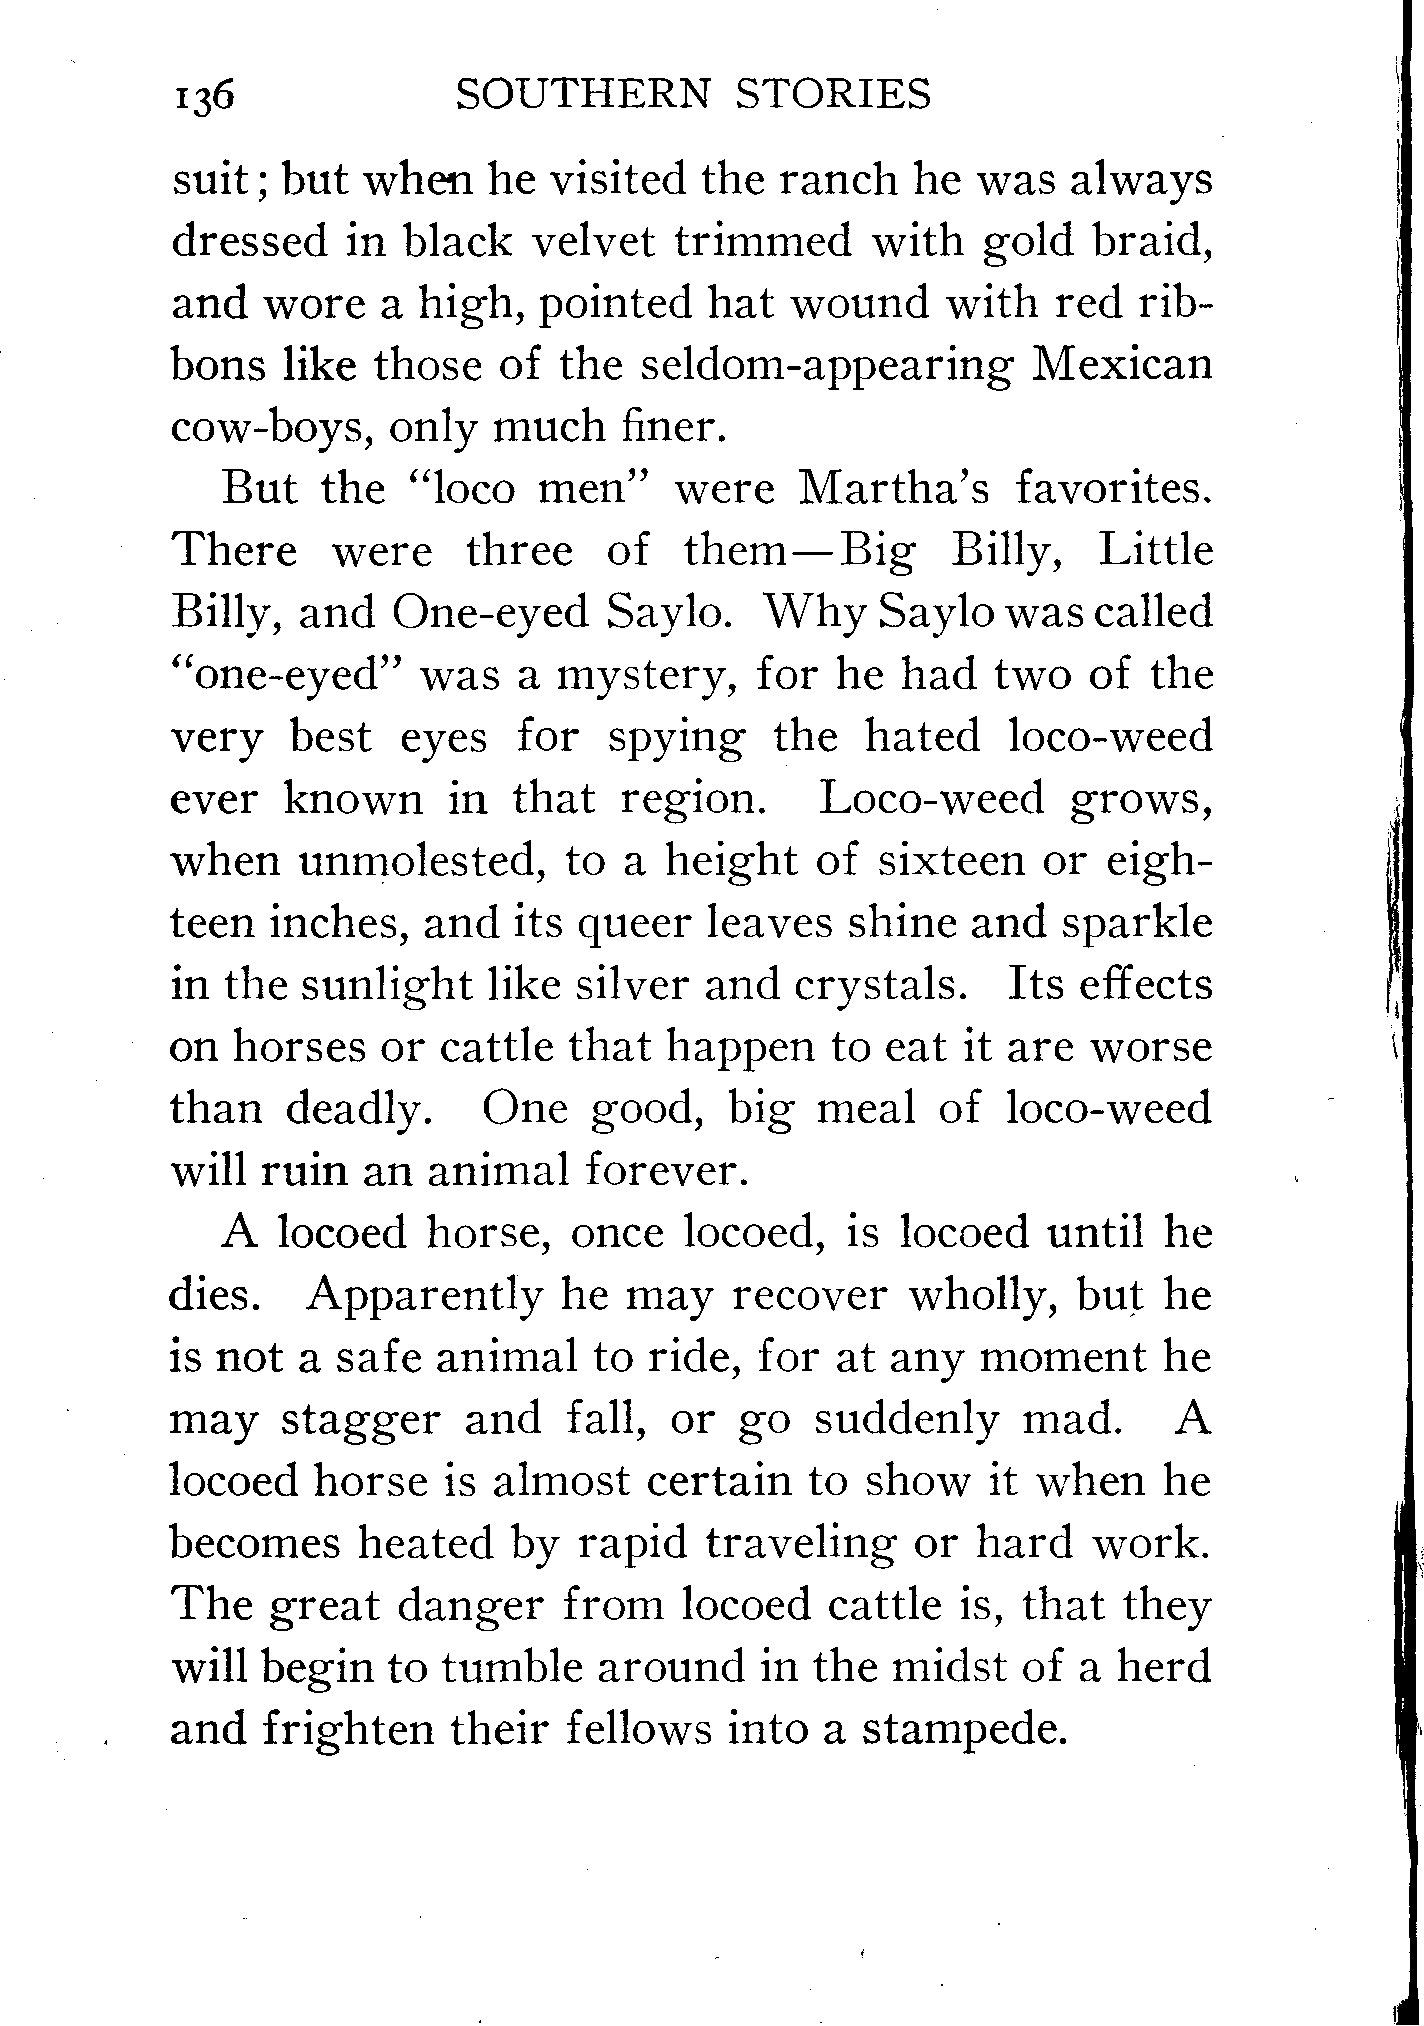 136 SOUTHERN STORIES
suit; but when he visited the ranch he was always
dressed in black velvet trimmed with gold braid,
and wore a high, pointed hat wound with red rib-
bons like those of the seldom-appearing Mexican
cow-boys, only much finer.
But the “loco men” were Martha’s favorites.
There were three of them—Big Billy, Little
Billy, and One-eyed Saylo. Why Saylo was called
“one-eyed” was a mystery, for he had two of the
very best eyes for spying the hated loco-weed
ever known in that region. Loco-weed grows,
when unmolested, to a height of sixteen or eigh-
teen inches, and its queer leaves shine and sparkle
in the sunlight like silver and crystals. Its effects
on horses or cattle that happen to eat it are worse
than deadly. One good, big meal of loco-weed
will ruin an animal forever.
A locoed horse, once locoed, is locoed until he
dies. Apparently he may recover wholly, but he
is not a safe animal to ride, for at any moment he
may stagger and fall, or go suddenly mad. A
locoed horse is almost certain to show it when he
becomes heated by rapid traveling or hard work.
The great danger from locoed cattle is, that they
will begin to tumble around in the midst of a herd
and frighten their fellows into a stampede.